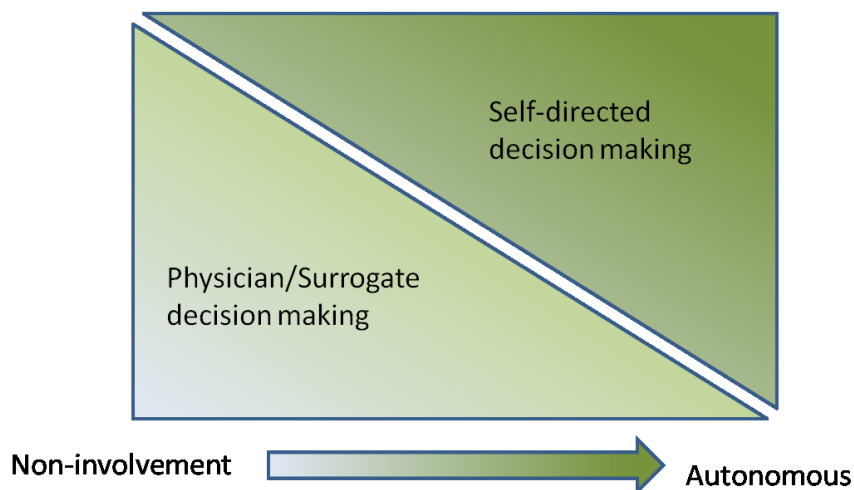 Self-directed
decision making
Physician/Surrogate
decision making
Non-involvement
Autonomous